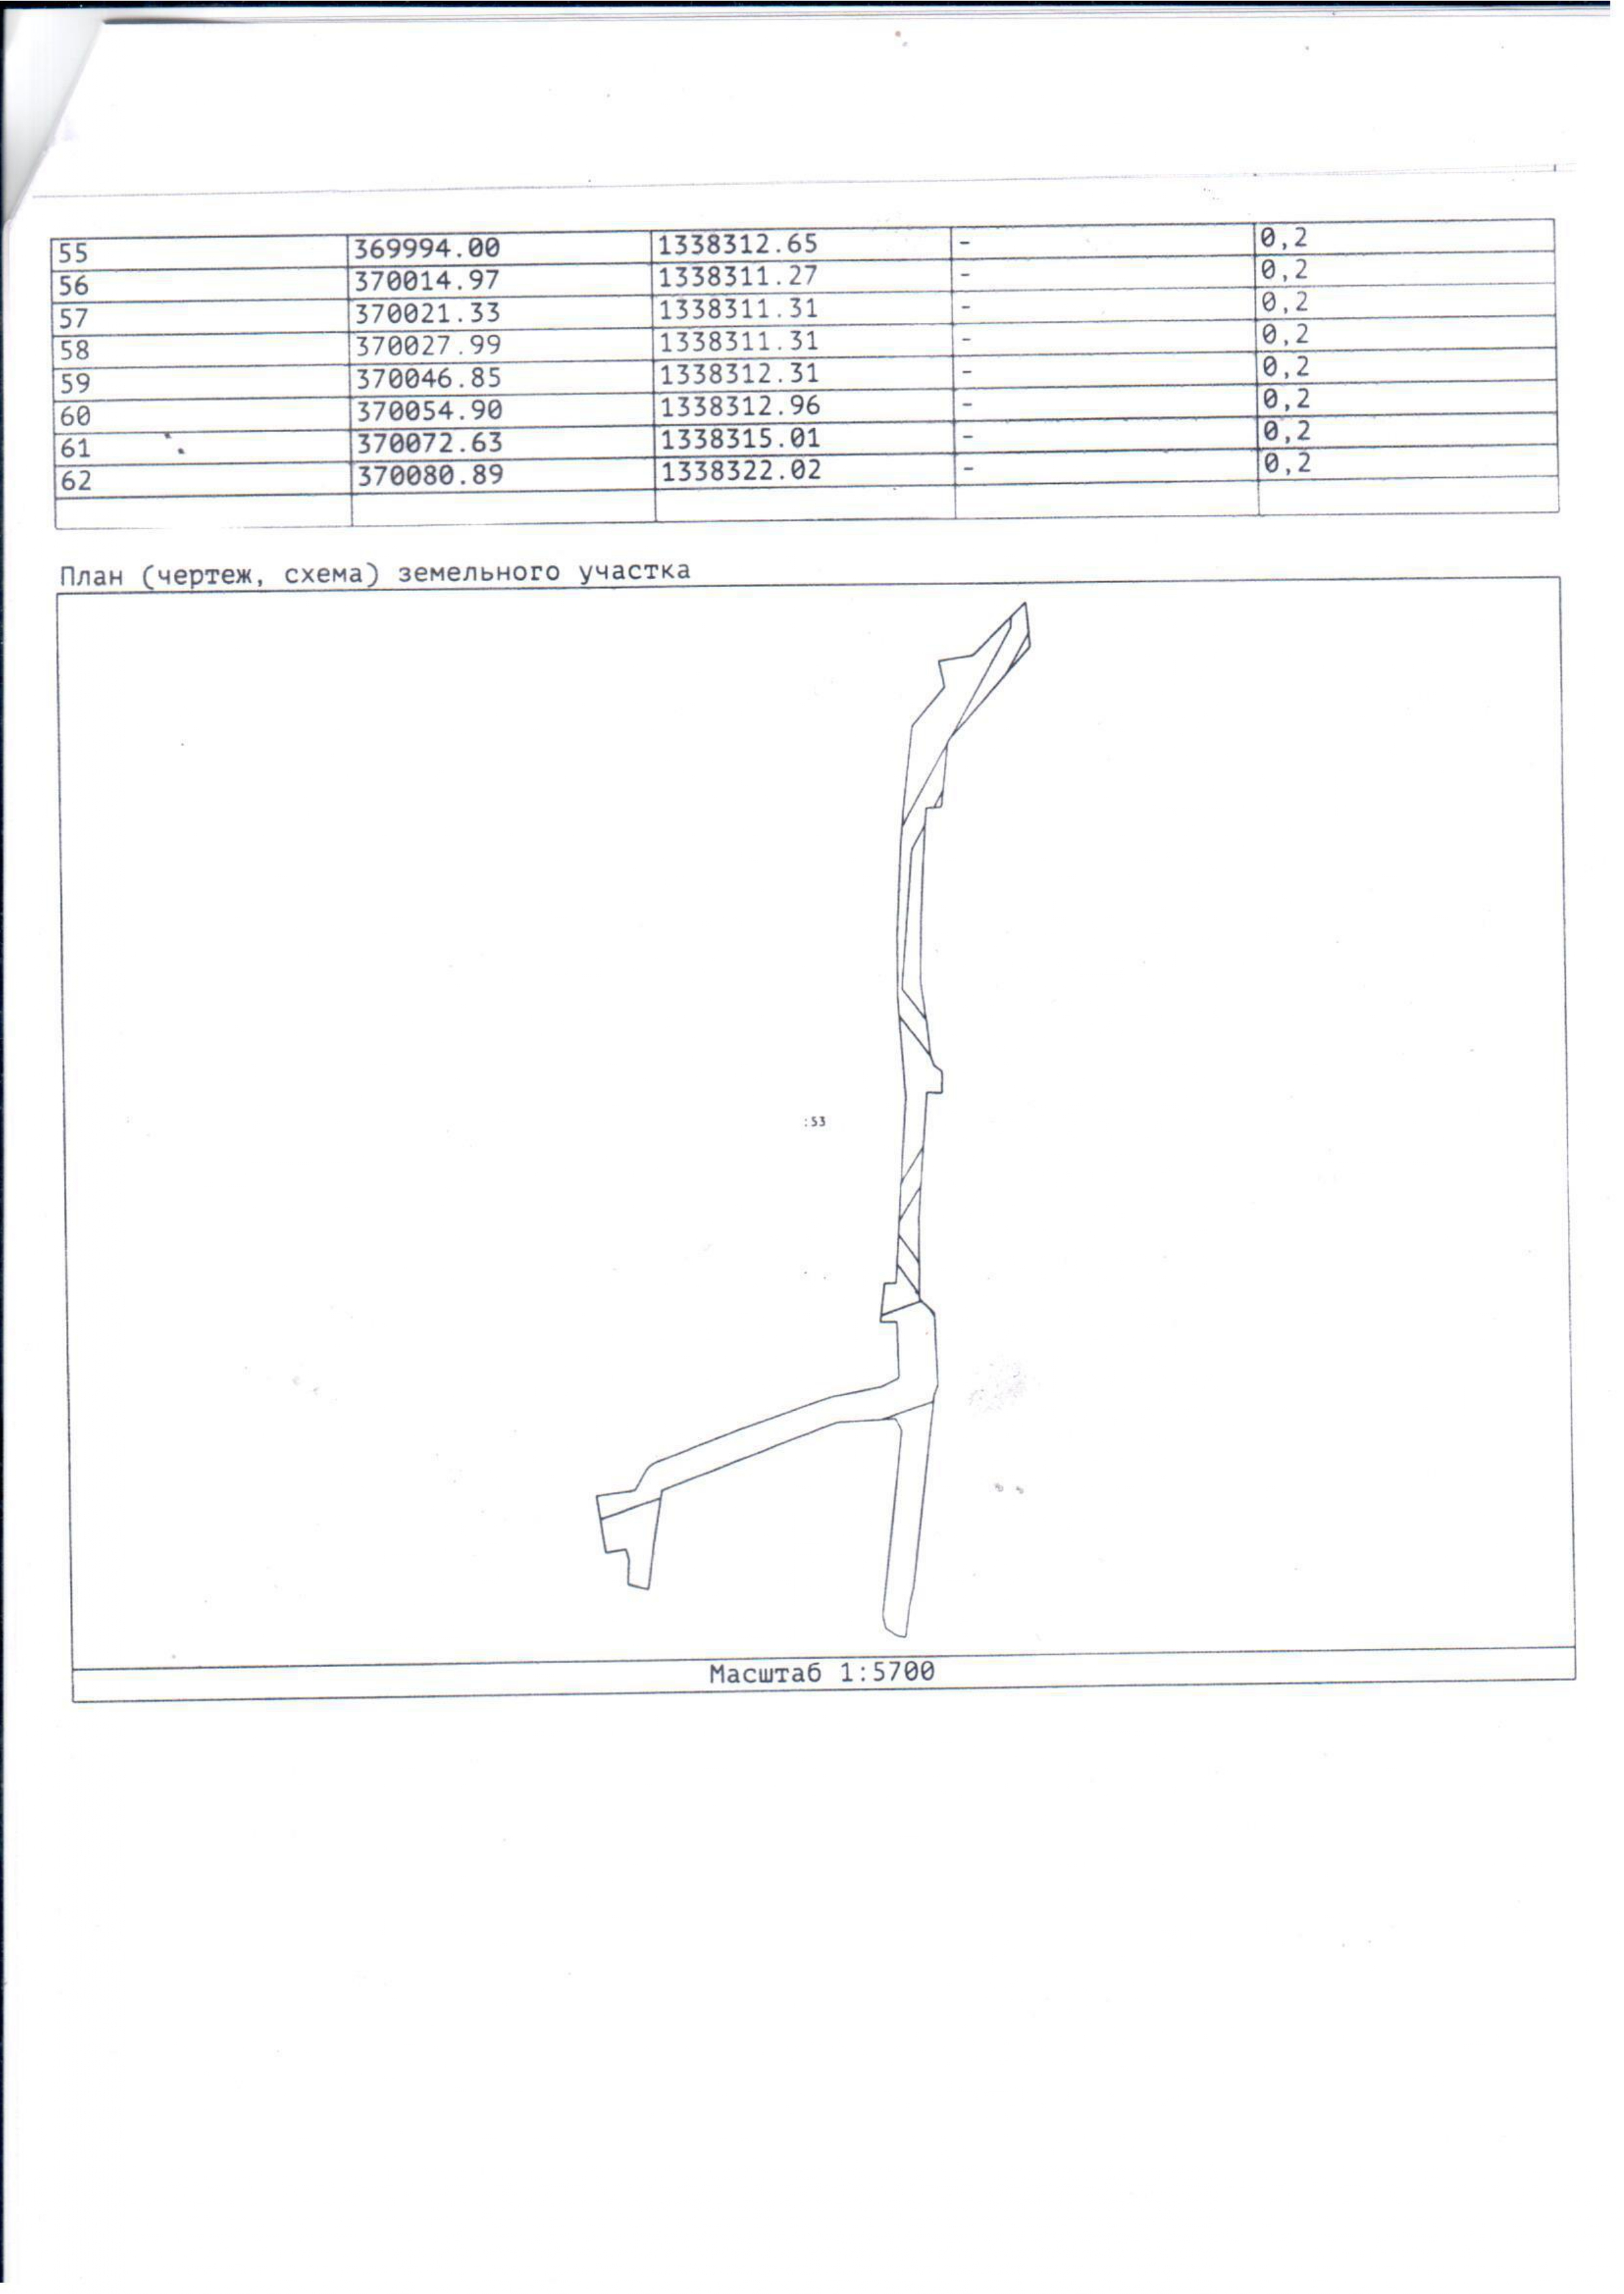 55 369994.00 1338312.65 - 0,2
56 370014.97 1338311.27 - 0,2
57 370021.33 1338311.31 - 0,2
58 370027.99 1338311.31 - 0,2
59 370046.85 1338312.31 - 0,2
60 370054.90 1338312.96 - 0,2
61 370072.63 1338315.01 - 0,2
62 370080.89 1338322.02 - 0,2
План (чертеж, схема) земельного участка
:53
Масштаб 1:5700